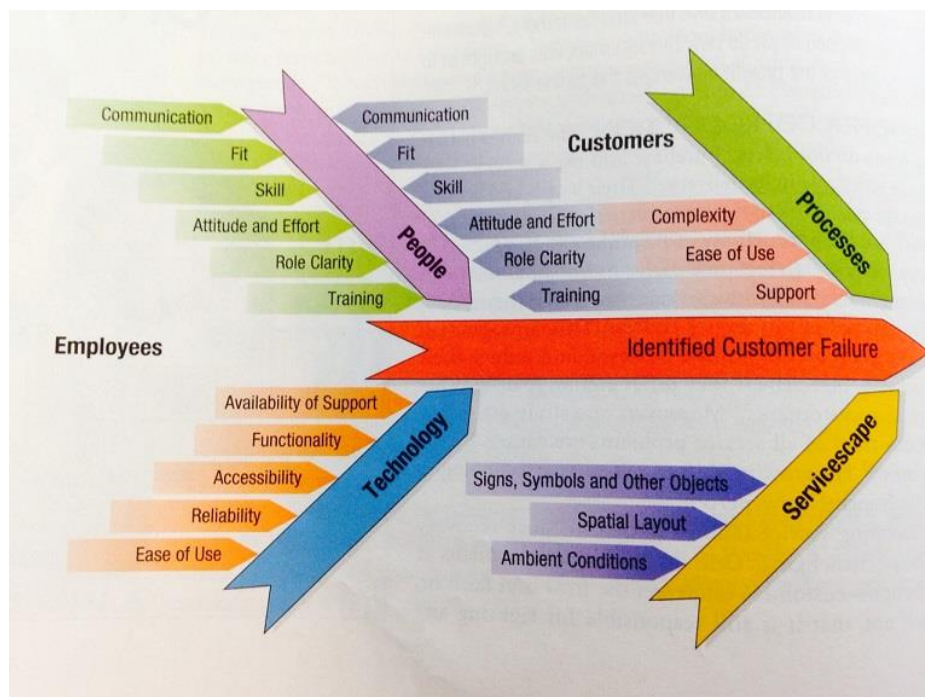 Communication
Communication
Fit
Fit
Customers
Skill
Skill
Attitude and Effort
Attitude and Effort
Complexity
Role Clarity
Role Clarity
Ease of Use
Training
Training
Support
People
Processes
Employees
Identified Customer Failure
Availability of Support
Functionality
Accessibility
Reliability
Ease of Use
Technology
Signs, Symbols and Other Objects
Spatial Layout
Ambient Conditions
Servicescape